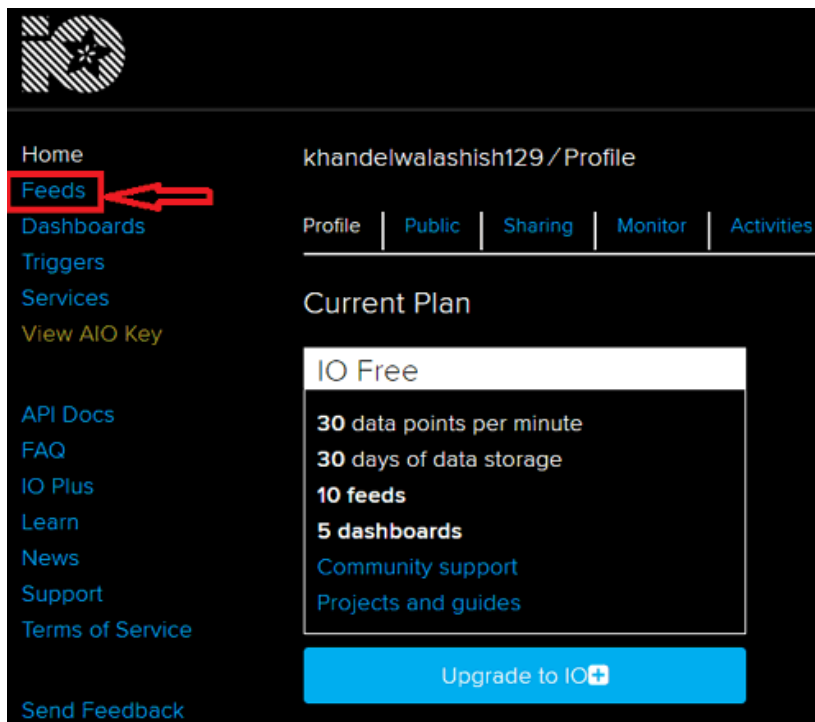 io
Home
Feeds
Dashboards
Triggers
Services
View AIO Key
API Docs
FAQ
IO Plus
Learn
News
Support
Terms of Service
Send Feedback
khandelwalashish129 / Profile
Profile | Public | Sharing | Monitor | Activities
Current Plan
IO Free
30 data points per minute
30 days of data storage
10 feeds
5 dashboards
Community support
Projects and guides
Upgrade to IO+